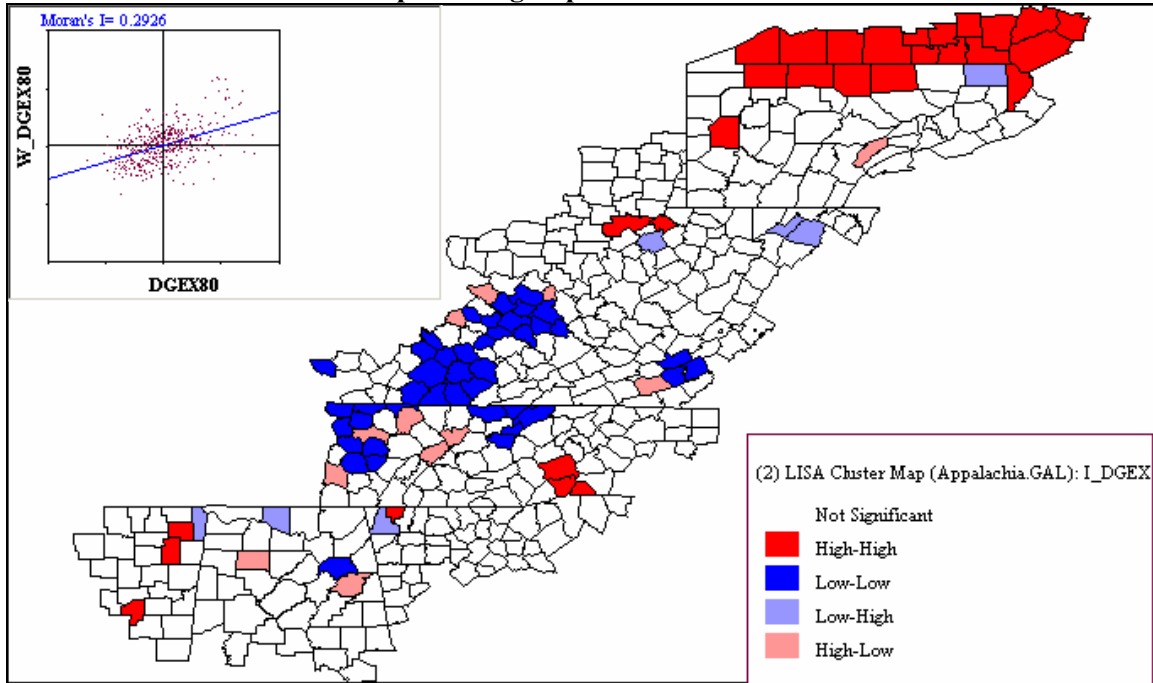 Moran's I= 0.2926
W_DGEX80
DGEX80
(2) LISA Cluster Map (Appalachia.GAL): I_DGEX
Not Significant
High-High
Low-Low
Low-High
High-Low